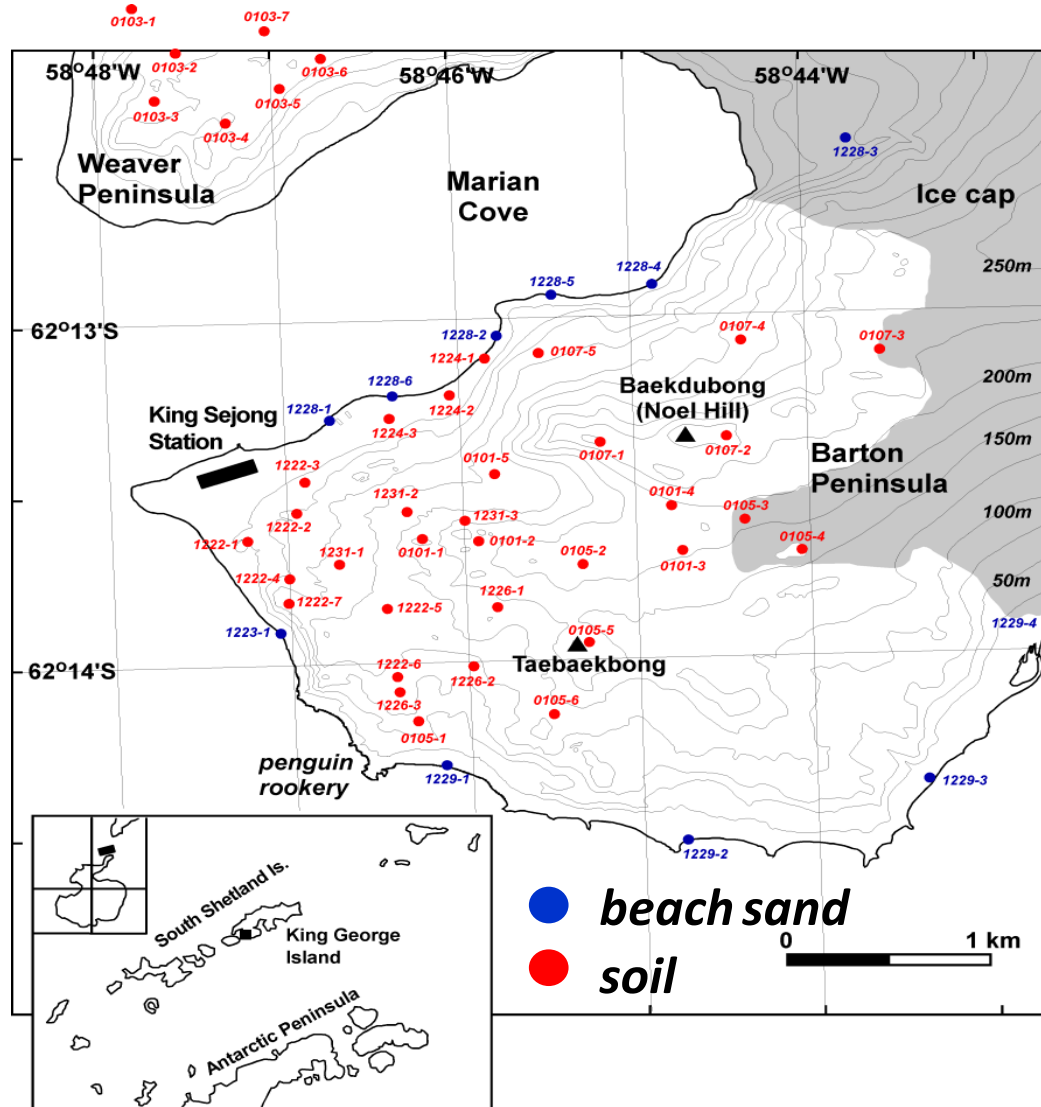 0103-1
0103-7
58°48'W
0103-2
58°46'W
0103-6
58°44'W
0103-5
0103-3
0103-4
1228-3
Weaver
Peninsula
Marian
Cove
Ice cap
250m
1228-4
1228-5
62°13'S
1228-2
0107-4
0107-3
1224-1
0107-5
200m
1228-6
Baekdubong
(Noel Hill)
1228-1
1224-2
King Sejong
Station
1224-3
150m
0107-1
0107-2
Barton
Peninsula
1222-3
0101-5
1231-2
0101-4
0105-3
100m
1222-2
1231-3
1222-1
0101-1
0101-2
0105-4
1231-1
0105-2
0101-3
1222-4
50m
1226-1
1222-7
1222-5
1223-1
0105-5
1229-4
Taebaekbong
62°14'S
1222-6
1226-2
1226-3
0105-6
0105-1
penguin
rookery
1229-1
1229-3
1229-2
South Shetland Is.
King George
Island
Antarctic Peninsula
beach sand
soil
0 1 km